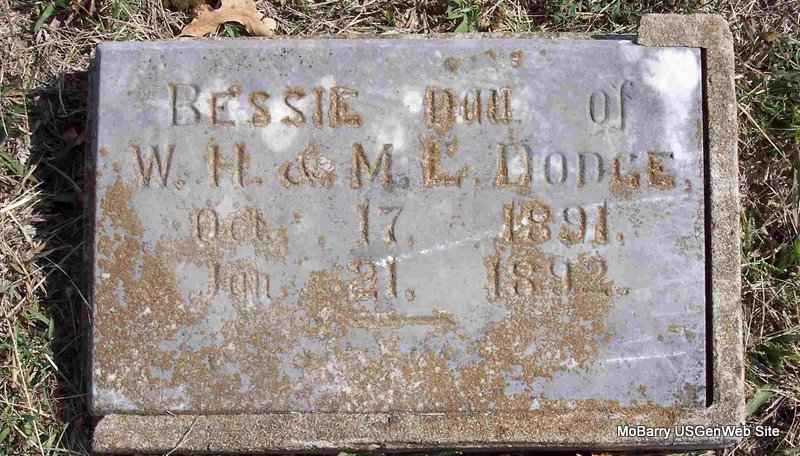 BESSIE DAU. OF
W. H. & M. L. DODGE,
Oct. 17, 1891.
Jan. 21, 1892.
MoBarry USGenWeb Site